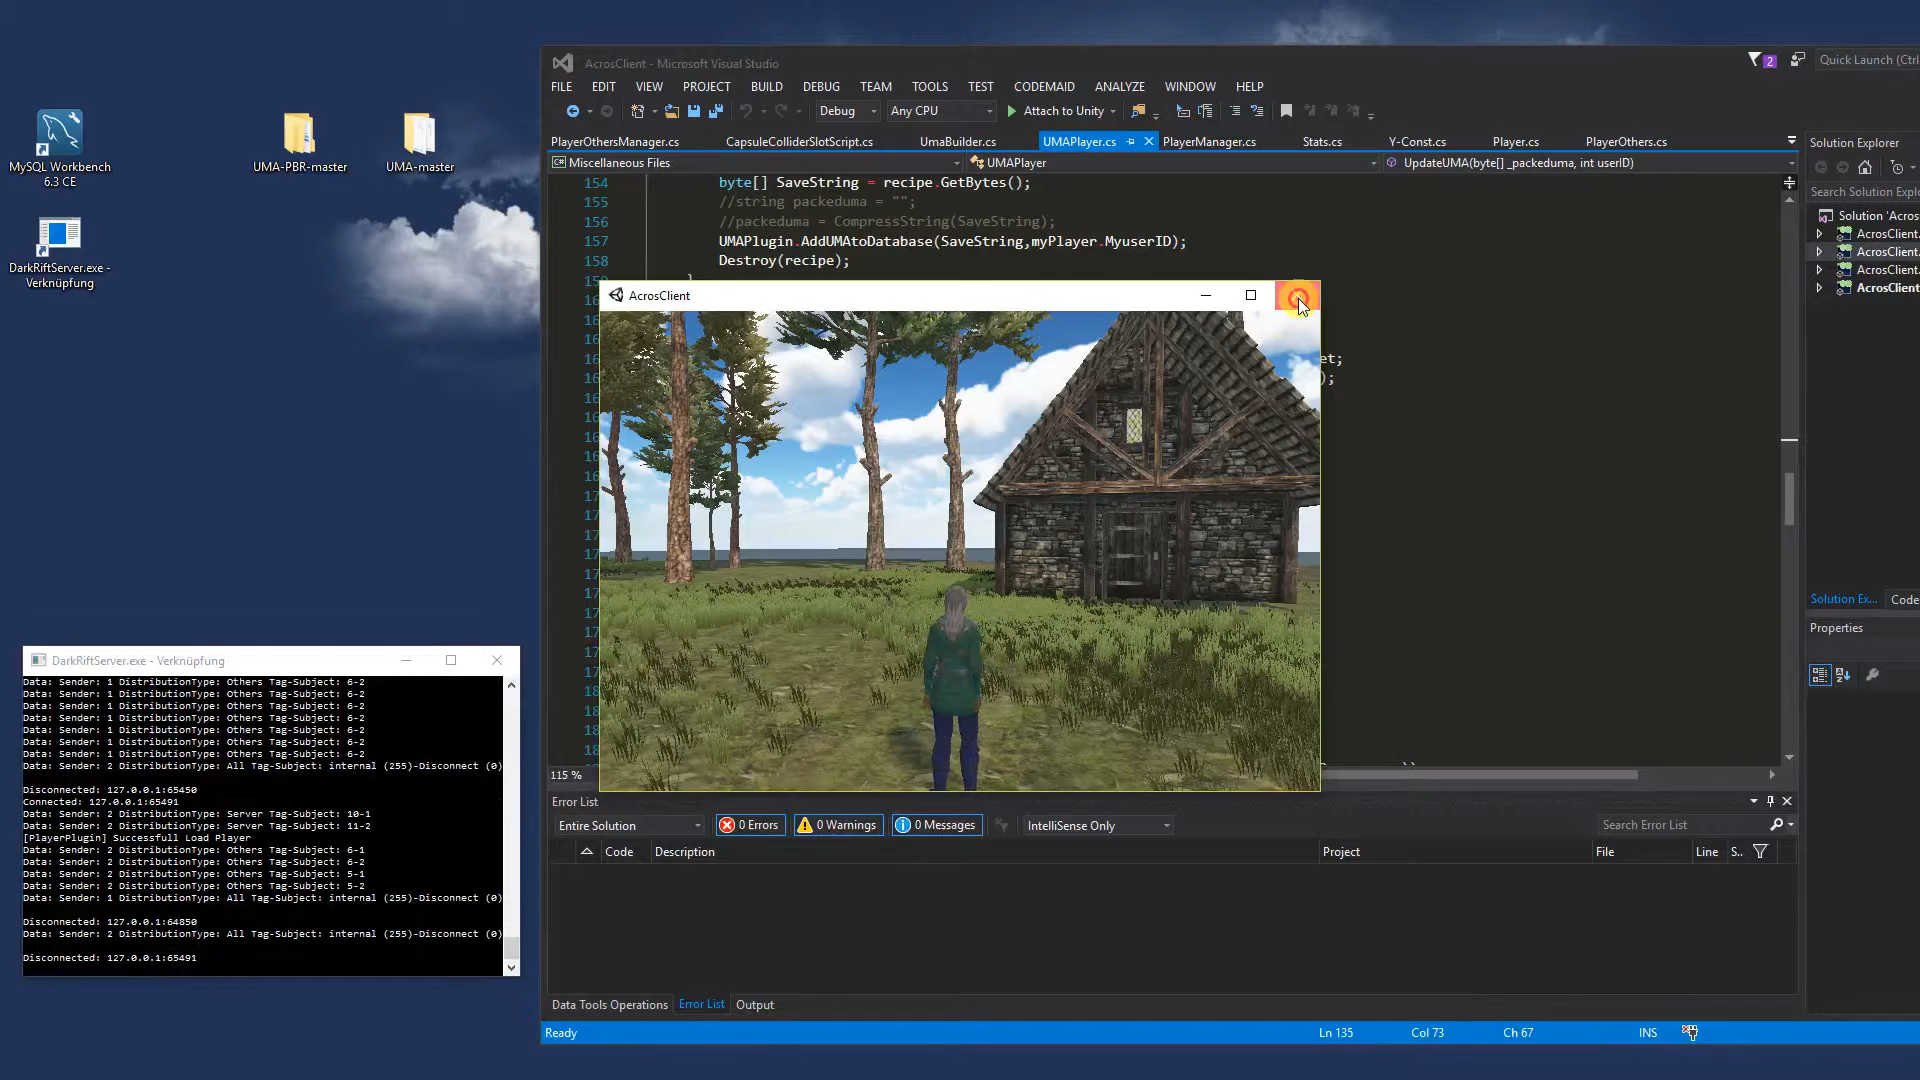 MySQL Workbench
6.3 CE
UMA-PBR-master
UMA-master
DarkRiftServer.exe -
Verknüpfung
AcrosClient - Microsoft Visual Studio
2
Quick Launch (Ctrl
FILE EDIT VIEW PROJECT BUILD DEBUG TEAM TOOLS TEST CODEMAID ANALYZE WINDOW HELP
Debug Any CPU Attach to Unity
PlayerOthersManager.cs CapsuleColliderSlotScript.cs UmaBuilder.cs UMAPlayer.cs PlayerManager.cs Stats.cs Y-Const.cs Player.cs PlayerOthers.cs
Miscellaneous Files UMAPlayer UpdateUMA(byte[] _packeduma, int userID)
154 byte[] SaveString = recipe.GetBytes();
155 //string packeduma = "";
156 //packeduma = CompressString(SaveString);
157 UMAPlugin.AddUMAtoDatabase(SaveString,myPlayer.MyuserID);
158 Destroy(recipe);
AcrosClient
et;
);
115 %
Solution Explorer
Search Solution Explo
Solution 'Acros
AcrosClient.
AcrosClient.
AcrosClient.
AcrosClient
Solution Ex... Code
Properties
Error List
Entire Solution 0 Errors 0 Warnings 0 Messages IntelliSense Only Search Error List
Code Description Project File Line S..
Data Tools Operations Error List Output
Ready Ln 135 Col 73 Ch 67 INS
DarkRiftServer.exe - Verknüpfung
Data: Sender: 1 DistributionType: Others Tag-Subject: 6-2
Data: Sender: 1 DistributionType: Others Tag-Subject: 6-2
Data: Sender: 1 DistributionType: Others Tag-Subject: 6-2
Data: Sender: 1 DistributionType: Others Tag-Subject: 6-2
Data: Sender: 1 DistributionType: Others Tag-Subject: 6-2
Data: Sender: 1 DistributionType: Others Tag-Subject: 6-2
Data: Sender: 1 DistributionType: Others Tag-Subject: 6-2
Data: Sender: 2 DistributionType: All Tag-Subject: internal (255)-Disconnect (0)
Disconnected: 127.0.0.1:65450
Connected: 127.0.0.1:65491
Data: Sender: 2 DistributionType: Server Tag-Subject: 10-1
Data: Sender: 2 DistributionType: Server Tag-Subject: 11-2
[PlayerPlugin] Successfull Load Player
Data: Sender: 2 DistributionType: Others Tag-Subject: 6-1
Data: Sender: 2 DistributionType: Others Tag-Subject: 6-2
Data: Sender: 2 DistributionType: Others Tag-Subject: 5-1
Data: Sender: 2 DistributionType: Others Tag-Subject: 5-2
Data: Sender: 1 DistributionType: All Tag-Subject: internal (255)-Disconnect (0)
Disconnected: 127.0.0.1:64850
Data: Sender: 2 DistributionType: All Tag-Subject: internal (255)-Disconnect (0)
Disconnected: 127.0.0.1:65491